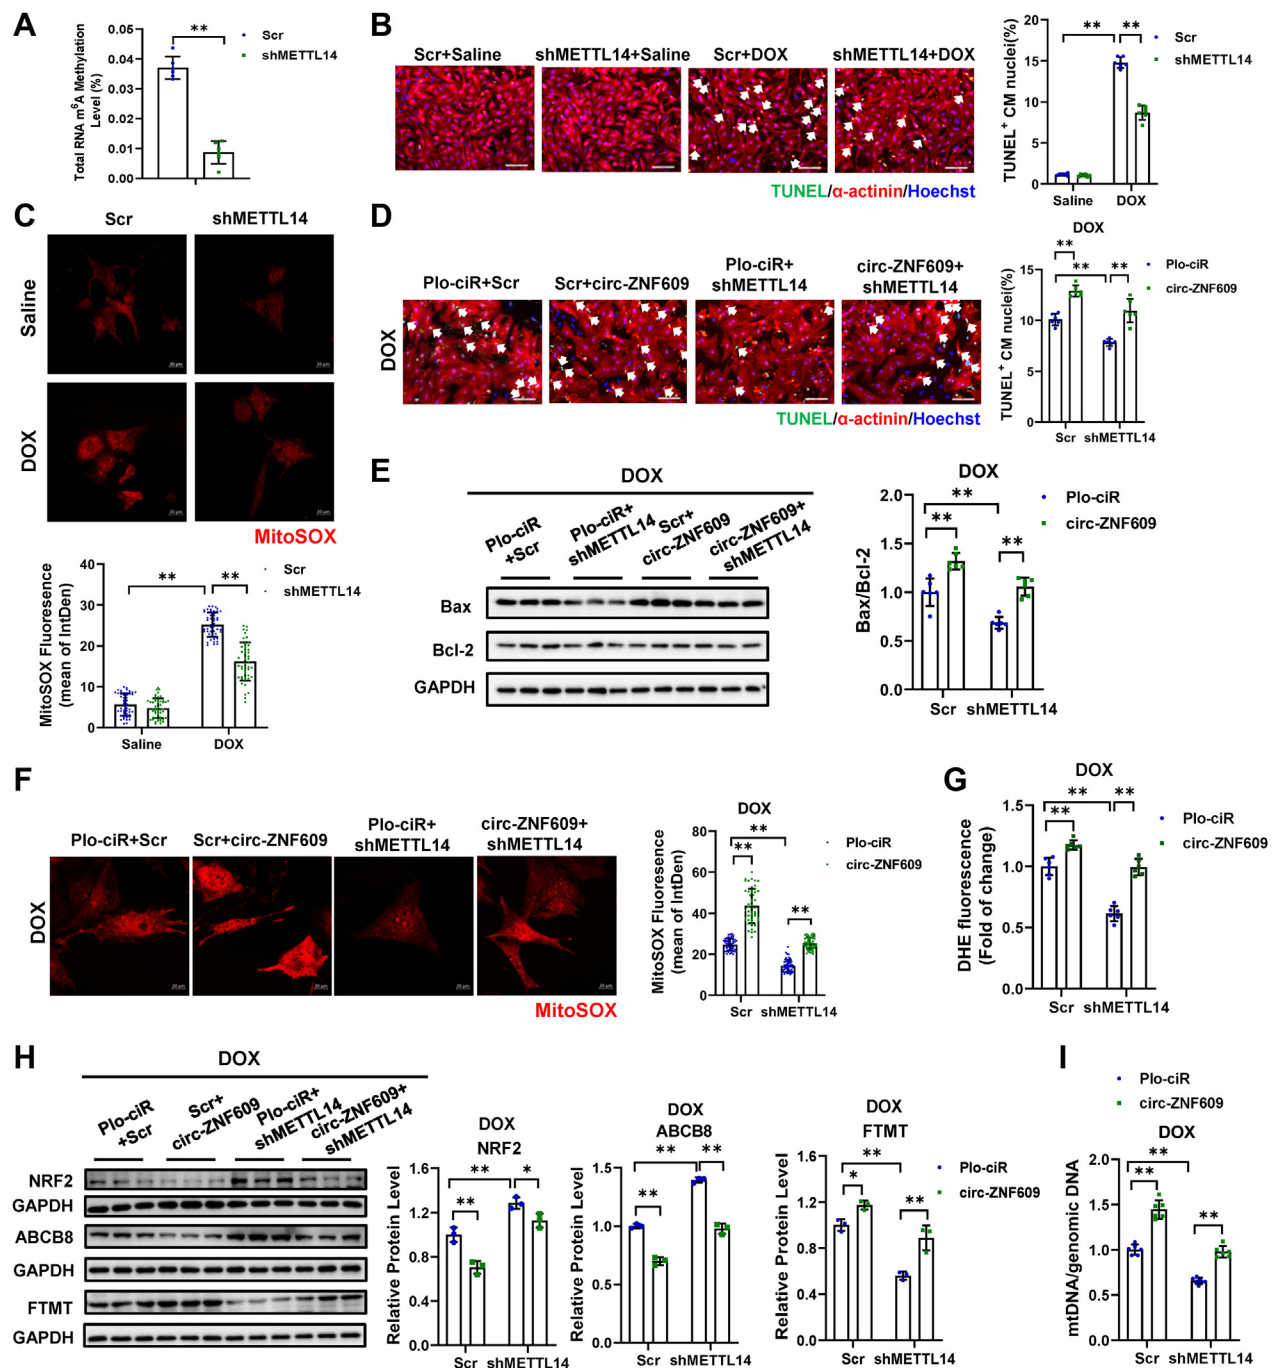 A
Total RNA m⁶A Methylation
Level (%)
0.05
0.04
0.03
0.02
0.01
0.00
**
Scr
shMETTL14
B
Scr+Saline
shMETTL14+Saline
Scr+DOX
shMETTL14+DOX
TUNEL/α-actinin/Hoechst
TUNEL⁺ CM nuclei(%)
20
15
10
5
0
** **
Scr
shMETTL14
Saline DOX
C
Scr
shMETTL14
Saline
DOX
MitoSOX
MitoSOX Fluoresence
(mean of IntDen)
40
30
20
10
0
** **
Scr
shMETTL14
Saline DOX
D
Plo-ciR+Scr
Scr+circ-ZNF609
Plo-ciR+
shMETTL14
circ-ZNF609+
shMETTL14
DOX
TUNEL/α-actinin/Hoechst
DOX
TUNEL⁺ CM nuclei(%)
15
10
5
0
**
** **
Plo-ciR
circ-ZNF609
Scr shMETTL14
E
DOX
Plo-ciR
+Scr
Plo-ciR+
shMETTL14
Scr+
circ-ZNF609
circ-ZNF609+
shMETTL14
Bax
Bcl-2
GAPDH
DOX
Bax/Bcl-2
2.0
1.5
1.0
0.5
0.0
**
** **
Plo-ciR
circ-ZNF609
Scr shMETTL14
F
Plo-ciR+Scr
Scr+circ-ZNF609
Plo-ciR+
shMETTL14
circ-ZNF609+
shMETTL14
DOX
MitoSOX
DOX
MitoSOX Fluoresence
(mean of IntDen)
80
60
40
20
0
**
**
**
Plo-ciR
circ-ZNF609
Scr shMETTL14
G
DOX
DHE fluorescence
(Fold of change)
1.5
1.0
0.5
0.0
** **
**
Plo-ciR
circ-ZNF609
Scr shMETTL14
H
DOX
Plo-ciR
+Scr
Scr+
circ-ZNF609
Plo-ciR+
shMETTL14
circ-ZNF609+
shMETTL14
NRF2
GAPDH
ABCB8
GAPDH
FTMT
GAPDH
DOX
NRF2
Relative Protein Level
1.6
1.2
0.8
0.4
0.0
** *
**
Scr shMETTL14
DOX
ABCB8
Relative Protein Level
1.5
1.0
0.5
0.0
** **
**
Scr shMETTL14
DOX
FTMT
Relative Protein Level
1.6
1.2
0.8
0.4
0.0
**
*
**
Plo-ciR
circ-ZNF609
Scr shMETTL14
I
Plo-ciR
circ-ZNF609
DOX
mtDNA/genomic DNA
2.0
1.5
1.0
0.5
0.0
**
**
**
Scr shMETTL14